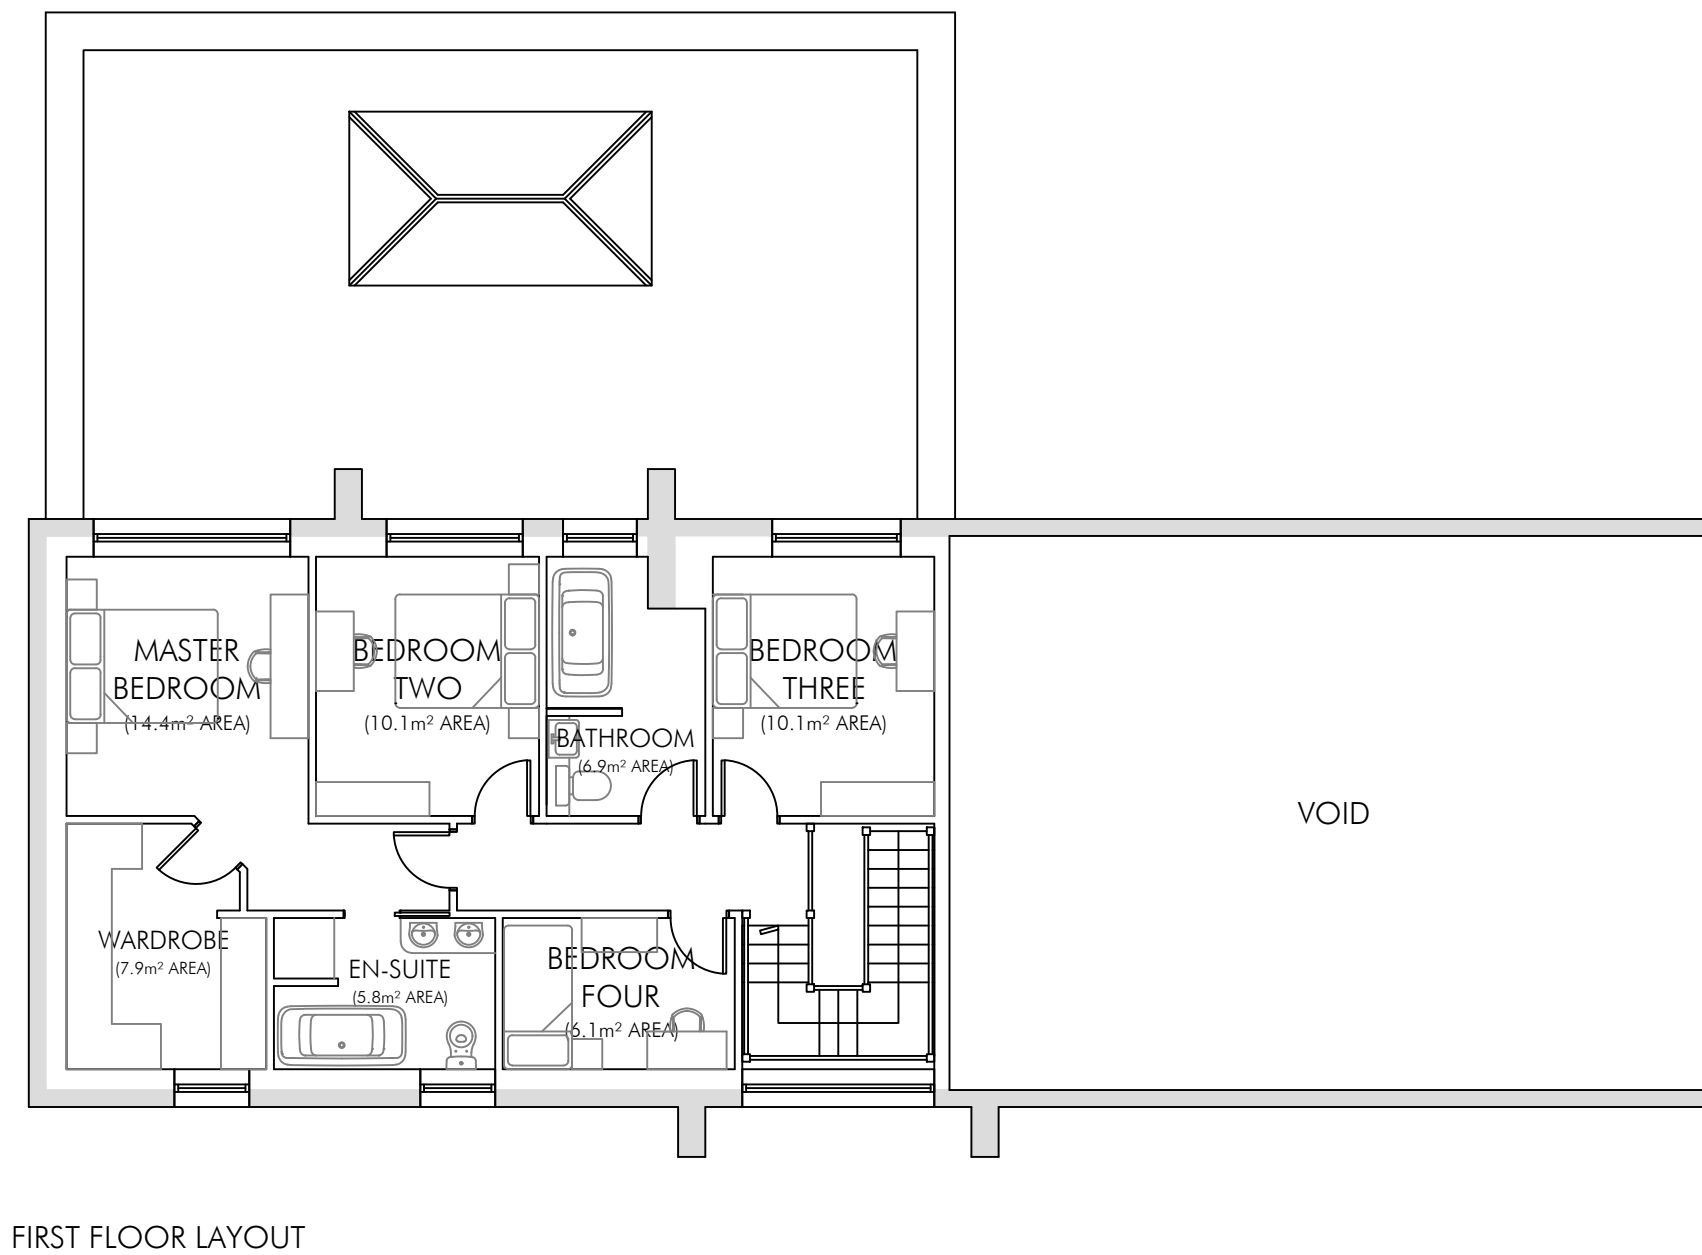 MASTER
BEDROOM
(14.4m² AREA)
BEDROOM
TWO
(10.1m² AREA)
BATHROOM
(6.9m² AREA)
BEDROOM
THREE
(10.1m² AREA)
VOID
WARDROBE
(7.9m² AREA)
EN-SUITE
(5.8m² AREA)
BEDROOM
FOUR
(6.1m² AREA)
FIRST FLOOR LAYOUT